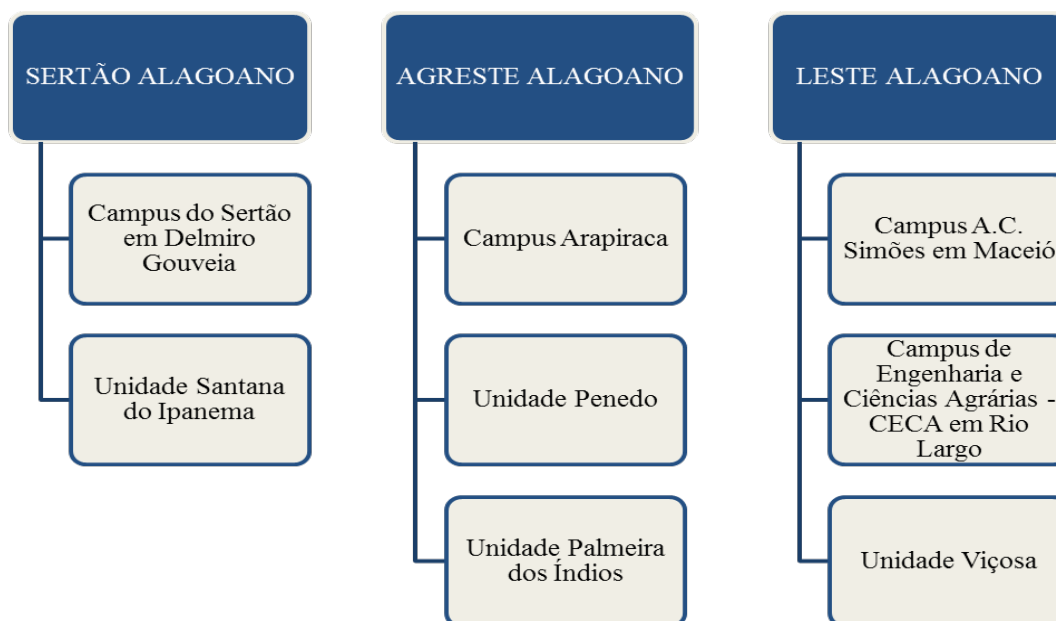 SERTÃO ALAGOANO
Campus do Sertão
em Delmiro
Gouveia
Unidade Santana
do Ipanema
AGRESTE ALAGOANO
Campus Arapiraca
Unidade Penedo
Unidade Palmeira
dos Índios
LESTE ALAGOANO
Campus A.C.
Simões em Maceió
Campus de
Engenharia e
Ciências Agrárias -
CECA em Rio
Largo
Unidade Viçosa